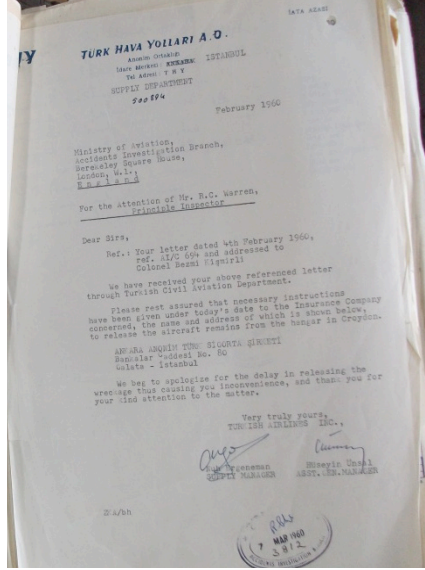 TÜRK HAVA YOLLARI A.O.
Anonim Ortaklığı
İdare Merkezi : ANKARA ISTANBUL
Tel Adresi : T H Y
SUPPLY DEPARTMENT
500894
February 1960
Ministry of Aviation,
Accidents Investigation Branch,
Berekeley Square House,
London, W.1.,
England
For the Attention of Mr. R.C. Warren,
Principle Inspector
Dear Sirs,
Ref.: Your letter dated 4th February 1960,
ref. AI/C 694 and addressed to
Colonel Rezmi
We have received your above referenced letter
through Turkish Civil Aviation Department.
Please rest assured that necessary instructions
have been given under today's date to the Insurance Company
concerned, the name and address of which is shown below,
to release the aircraft remains from the hangar in Croydon.
ANKARA ANONIM TURK SIGORTA ŞIRKETI
Bankalar Caddesi No. 80
Galata - Istanbul
We beg to apologize for the delay in releasing the
wreckage thus causing you inconvenience, and thank you for
your kind attention to the matter.
Very truly yours,
TURKISH AIRLINES INC.,
Hüseyin Ünsal
SUPPLY MANAGER ASST.GEN.MANAGER
/bh
7 MAR 1960
3812